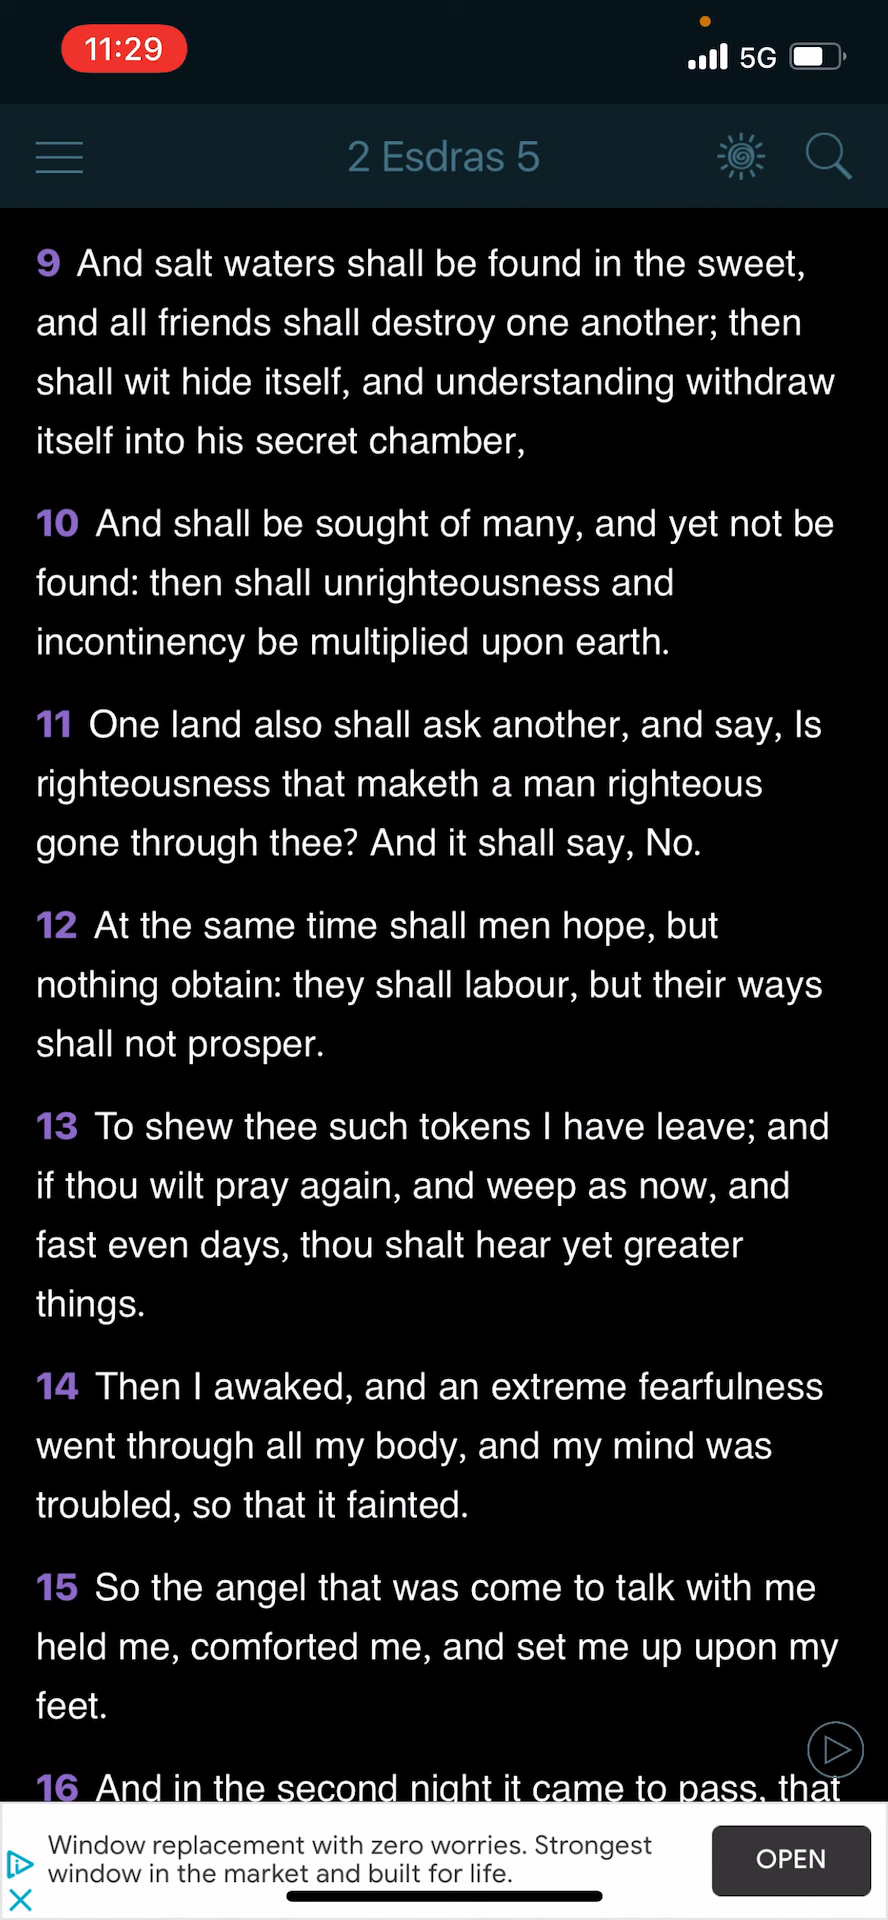 11:29
5G
2 Esdras 5
9 And salt waters shall be found in the sweet,
and all friends shall destroy one another; then
shall wit hide itself, and understanding withdraw
itself into his secret chamber,
10 And shall be sought of many, and yet not be
found: then shall unrighteousness and
incontinency be multiplied upon earth.
11 One land also shall ask another, and say, Is
righteousness that maketh a man righteous
gone through thee? And it shall say, No.
12 At the same time shall men hope, but
nothing obtain: they shall labour, but their ways
shall not prosper.
13 To shew thee such tokens I have leave; and
if thou wilt pray again, and weep as now, and
fast even days, thou shalt hear yet greater
things.
14 Then I awaked, and an extreme fearfulness
went through all my body, and my mind was
troubled, so that it fainted.
15 So the angel that was come to talk with me
held me, comforted me, and set me up upon my
feet.
16 And in the second night it came to pass, that
Window replacement with zero worries. Strongest
window in the market and built for life.
OPEN